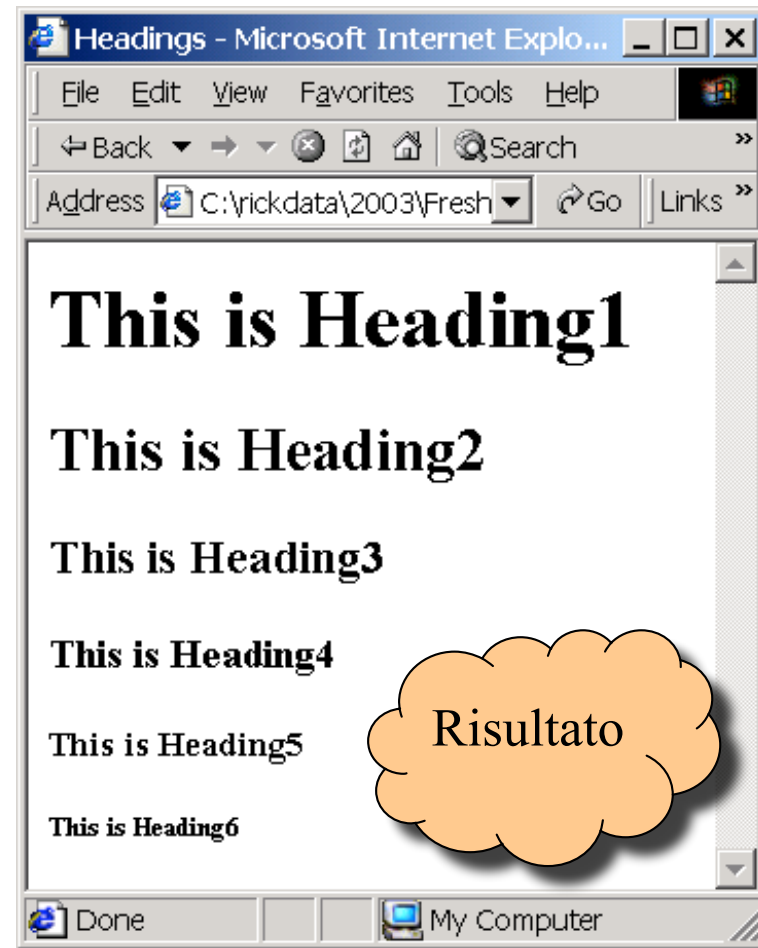 Headings - Microsoft Internet Explo...
File Edit View Favorites Tools Help
Back Search »
Address C:\rickdata\2003\Fresh Go Links »
This is Heading1
This is Heading2
This is Heading3
This is Heading4
Risultato
This is Heading5
This is Heading6
Done My Computer